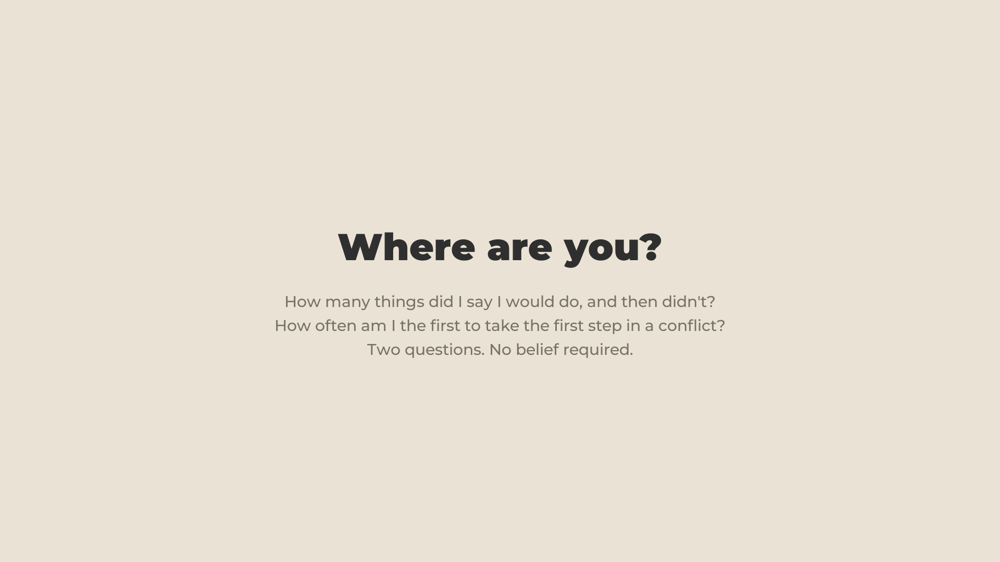 Where are you?
How many things did I say I would do, and then didn't?
How often am I the first to take the first step in a conflict?
Two questions. No belief required.